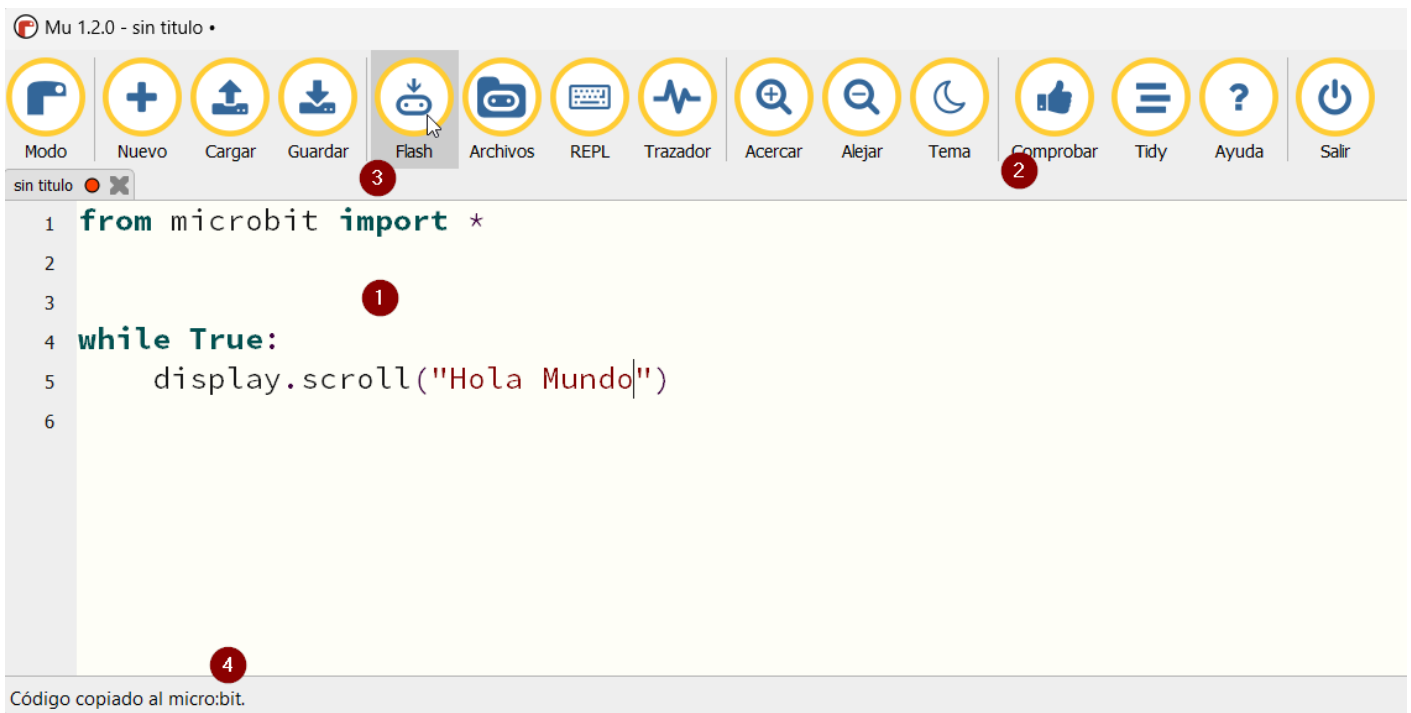 Mu 1.2.0 - sin titulo •
Modo Nuevo Cargar Guardar Flash Archivos REPL Trazador Acercar Alejar Tema Comprobar Tidy Ayuda Salir
3 2
sin titulo
1 from microbit import *
2
3 1
4 while True:
5 display.scroll("Hola Mundo")
6
4
Código copiado al micro:bit.